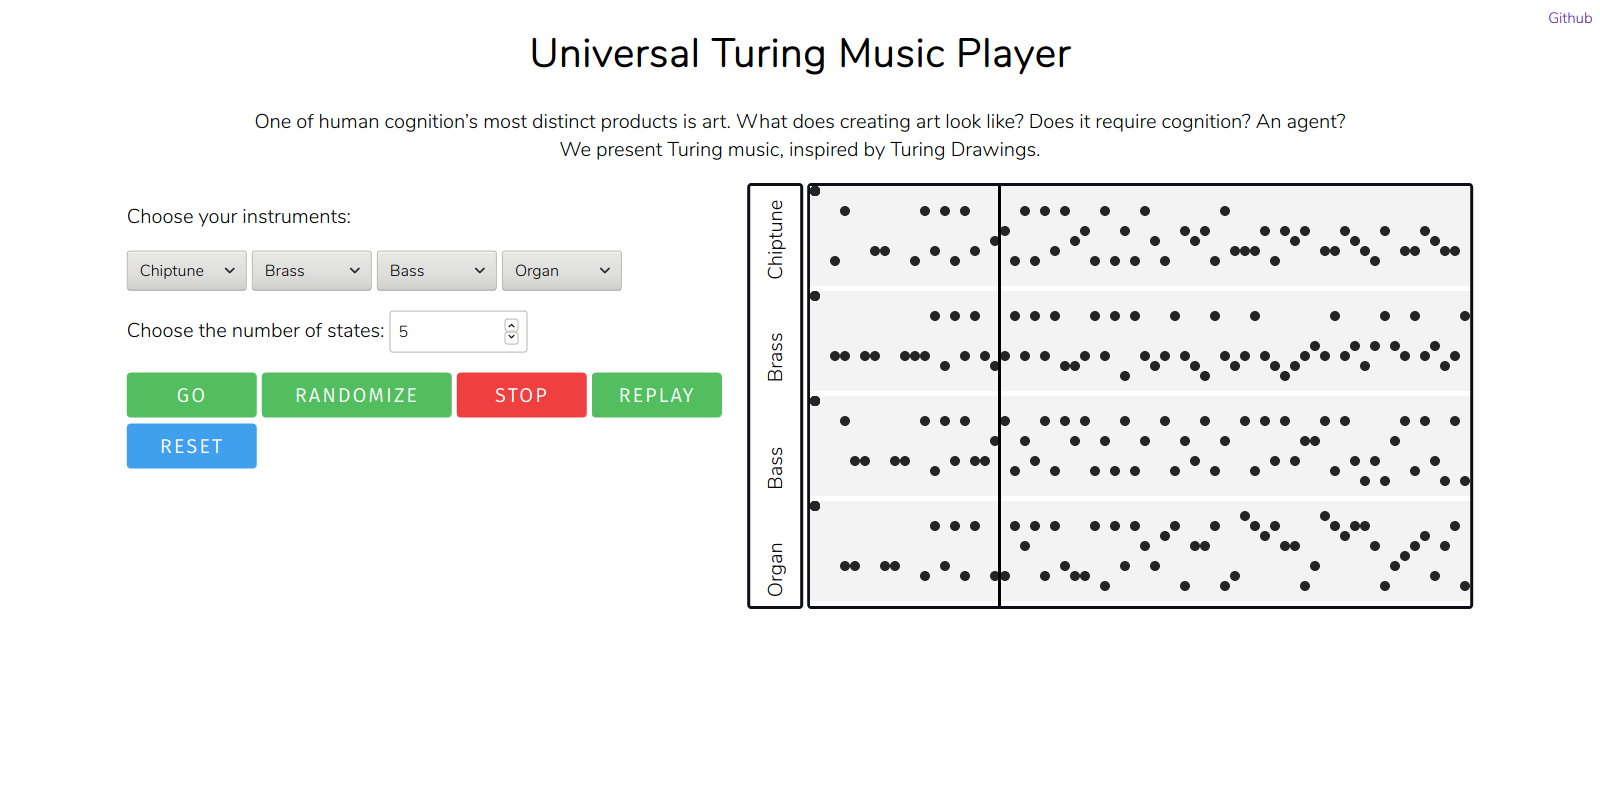 Github
Universal Turing Music Player
One of human cognition’s most distinct products is art. What does creating art look like? Does it require cognition? An agent?
We present Turing music, inspired by Turing Drawings.
Choose your instruments:
Chiptune Brass Bass Organ
Choose the number of states: 5
GO RANDOMIZE STOP REPLAY
RESET
Chiptune
Brass
Bass
Organ